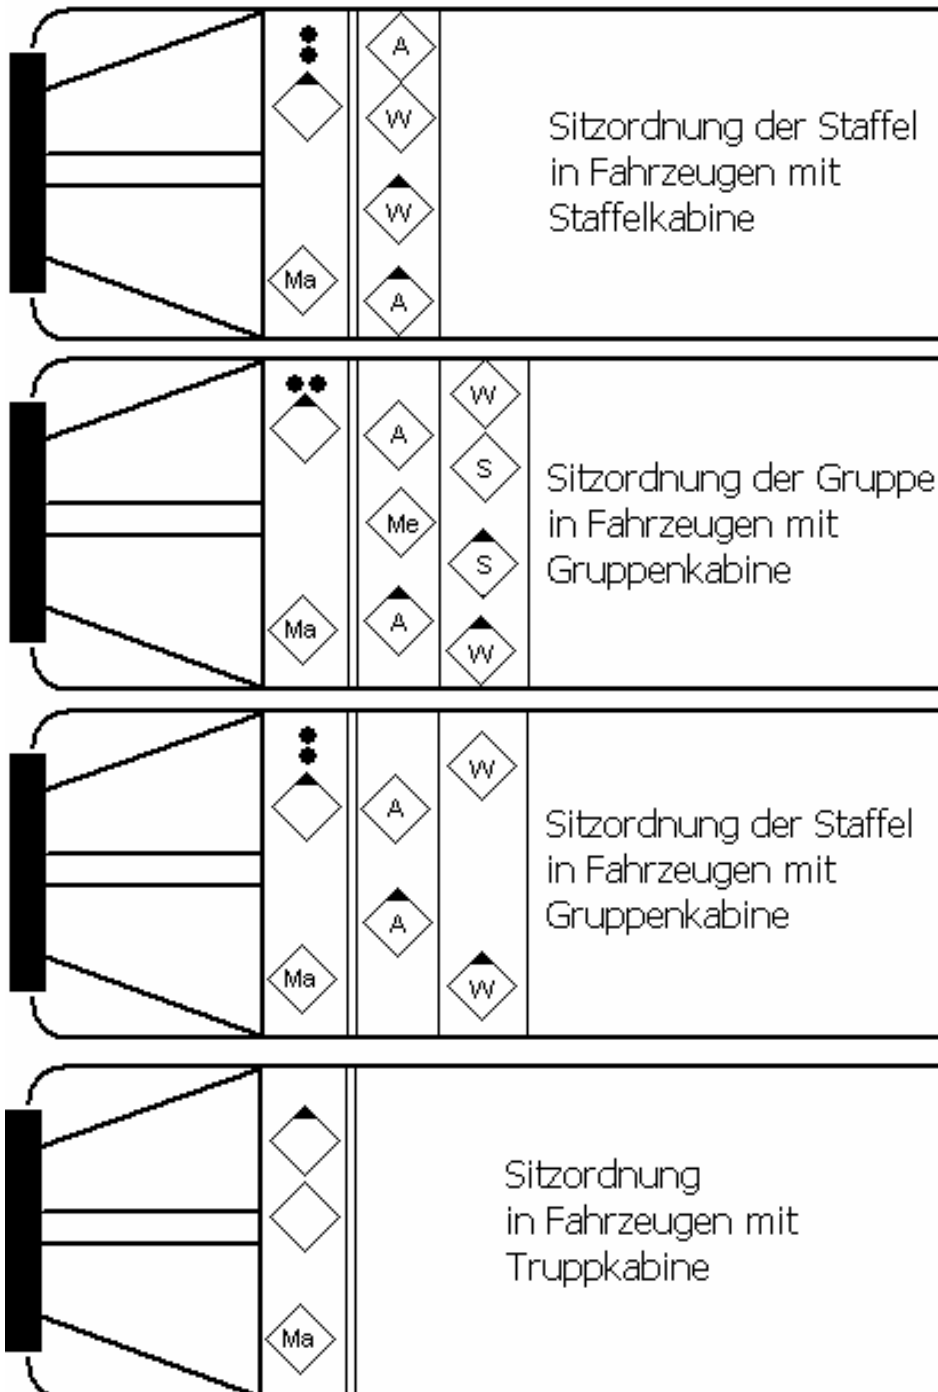 A
W
W
Ma
A
Sitzordnung der Staffel
in Fahrzeugen mit
Staffelkabine
W
A
S
Me
S
Ma
A
W
Sitzordnung der Gruppe
in Fahrzeugen mit
Gruppenkabine
W
A
A
Ma
W
Sitzordnung der Staffel
in Fahrzeugen mit
Gruppenkabine
Ma
Sitzordnung
in Fahrzeugen mit
Truppkabine